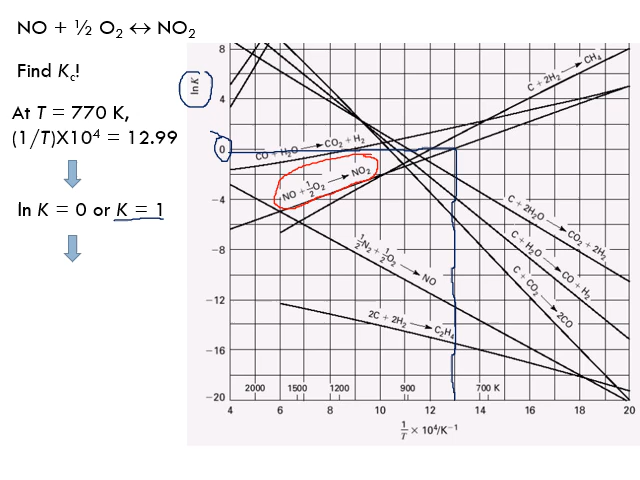 NO + ½ O₂ ↔ NO₂
Find K_c!
At T = 770 K,
(1/T)X10⁴ = 12.99
ln K = 0 or K = 1
ln K
8
4
0
−4
−8
−12
−16
−20
CO + H₂O → CO₂ + H₂
C + 2H₂ → CH₄
NO + ½O₂ → NO₂
½N₂ + ½O₂ → NO
2C + 2H₂ → C₂H₄
C + 2H₂O → CO₂ + 2H₂
C + H₂O → CO + H₂
C + CO₂ → 2CO
2000 1500 1200 900 700 K
4 6 8 10 12 14 16 18 20
1/T × 10⁴/K⁻¹